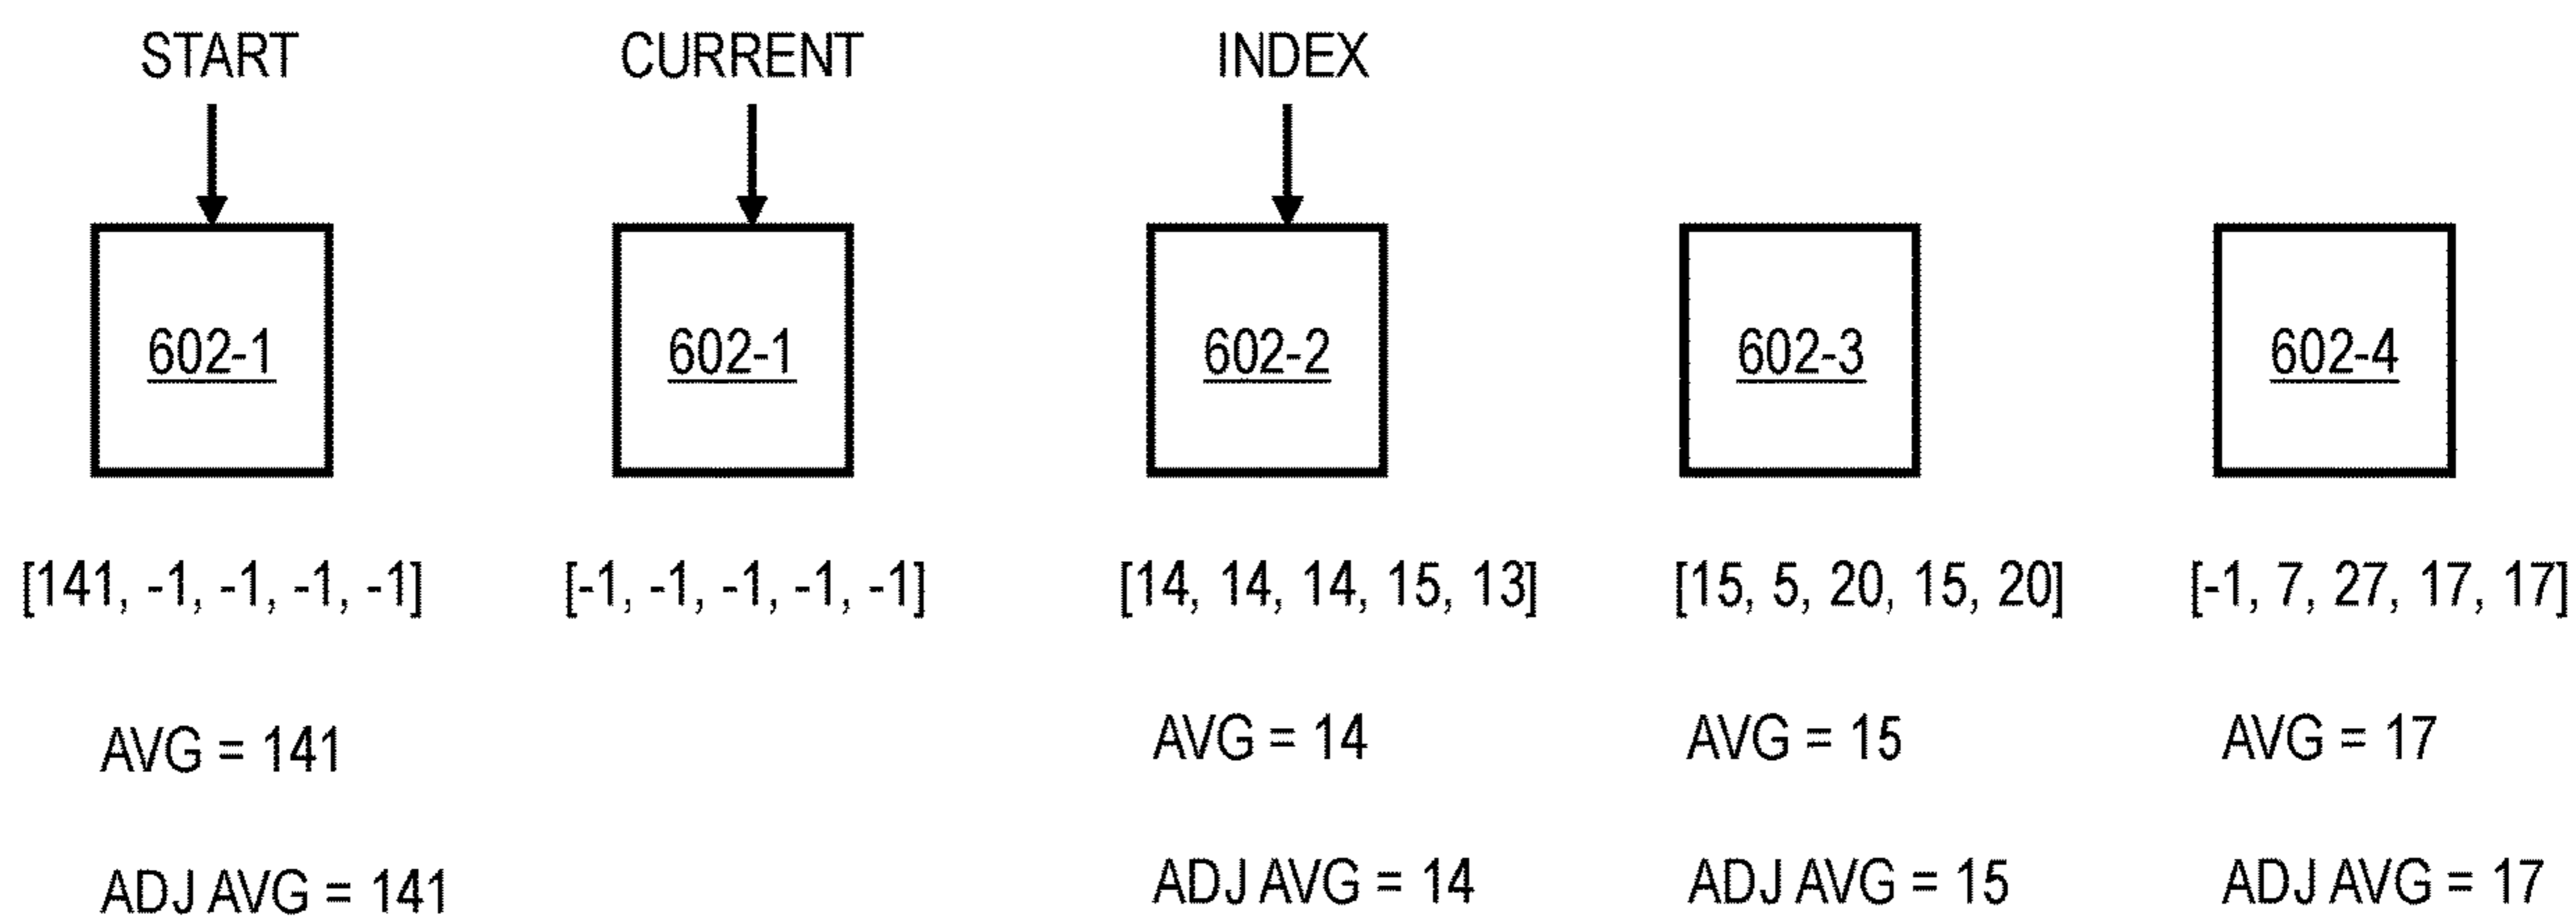 START CURRENT INDEX
602-1 602-1 602-2 602-3 602-4
[141, -1, -1, -1, -1] [-1, -1, -1, -1, -1] [14, 14, 14, 15, 13] [15, 5, 20, 15, 20] [-1, 7, 27, 17, 17]
AVG = 141 AVG = 14 AVG = 15 AVG = 17
ADJ AVG = 141 ADJ AVG = 14 ADJ AVG = 15 ADJ AVG = 17